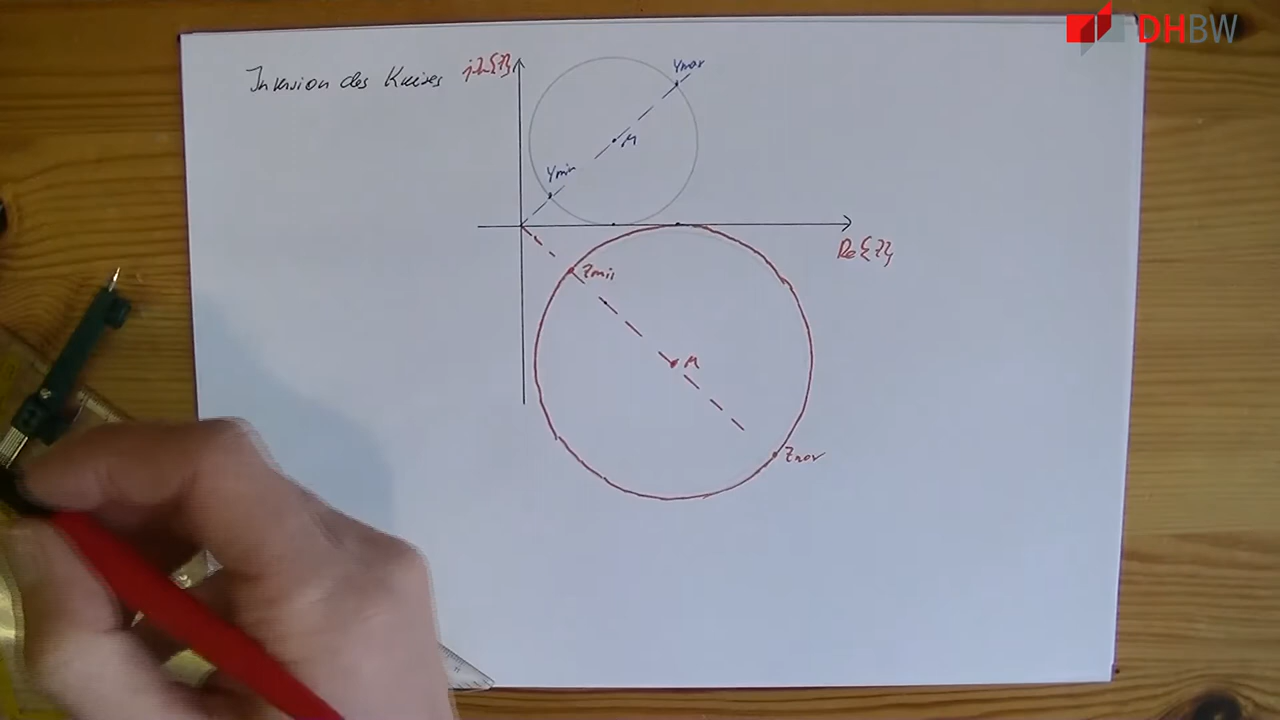 DHBW
Inversion des Kreises
jIm{Z}
Ymax
M
Ymin
Re{Z}
Zmin
M
Zmax